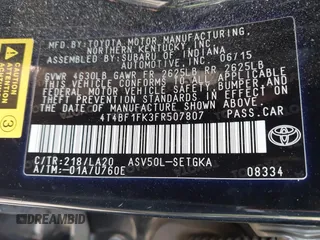 MFD BY:TOYOTA MOTOR MANUFACTURING,
NORTHERN KENTUCKY, INC.
BY: SUBARU OF INDIANA
AUTOMOTIVE, INC. 06/15
GVWR 4630LB GAWR FR 2625LB RR 2625LB
THIS VEHICLE CONFORMS TO ALL APPLICABLE
FEDERAL MOTOR VEHICLE SAFETY, BUMPER, AND
THEFT PREVENTION STANDARDS IN EFFECT ON
THE DATE OF MANUFACTURE SHOWN ABOVE.
4T4BF1FK3FR507807
PASS.CAR
C/TR:218/LA20 ASV50L-SETGKA
A/TM:-01A/U760E
TOYOTA
08334
3
DREAMBID